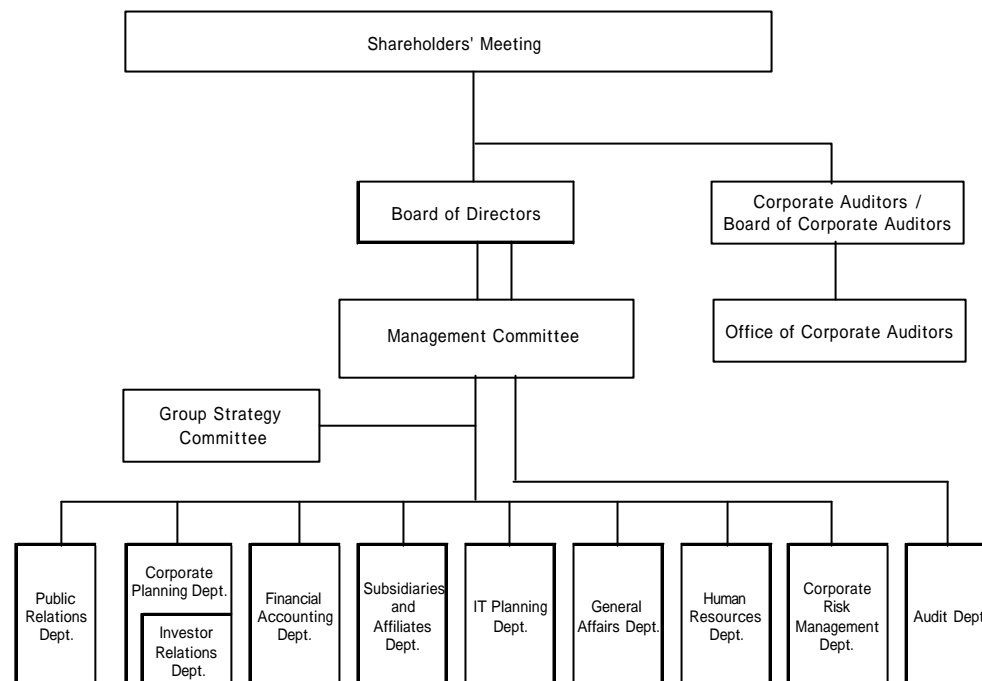 Shareholders' Meeting
Board of Directors
Corporate Auditors /
Board of Corporate Auditors
Management Committee
Office of Corporate Auditors
Group Strategy
Committee
Public
Relations
Dept.
Corporate
Planning Dept.
Investor
Relations
Dept.
Financial
Accounting
Dept.
Subsidiaries
and
Affiliates
Dept.
IT Planning
Dept.
General
Affairs Dept.
Human
Resources
Dept.
Corporate
Risk
Management
Dept.
Audit Dept